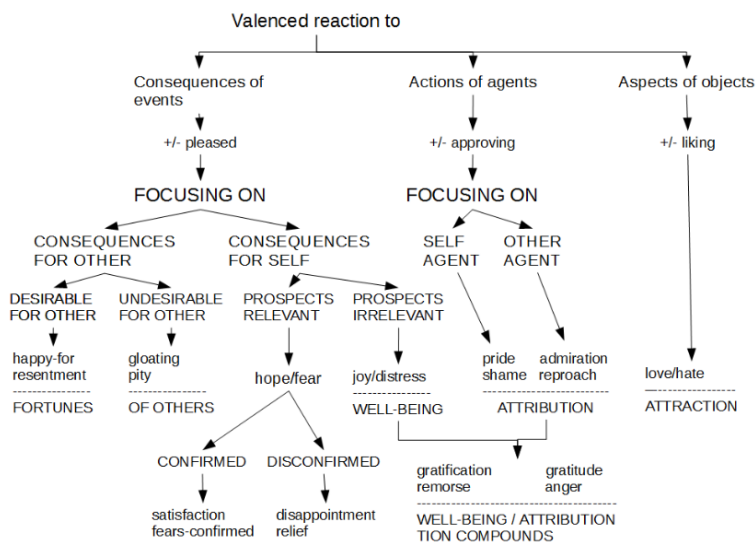 Valenced reaction to
Consequences of
events
Actions of agents
Aspects of objects
+/- pleased
+/- approving
+/- liking
FOCUSING ON
FOCUSING ON
CONSEQUENCES
FOR OTHER
CONSEQUENCES
FOR SELF
SELF
AGENT
OTHER
AGENT
DESIRABLE
FOR OTHER
UNDESIRABLE
FOR OTHER
PROSPECTS
RELEVANT
PROSPECTS
IRRELEVANT
happy-for
resentment
gloating
pity
hope/fear
joy/distress
pride
shame
admiration
reproach
love/hate
FORTUNES
OF OTHERS
WELL-BEING
ATTRIBUTION
ATTRACTION
CONFIRMED
DISCONFIRMED
gratification
remorse
gratitude
anger
satisfaction
fears-confirmed
disappointment
relief
WELL-BEING / ATTRIBUTION
TION COMPOUNDS